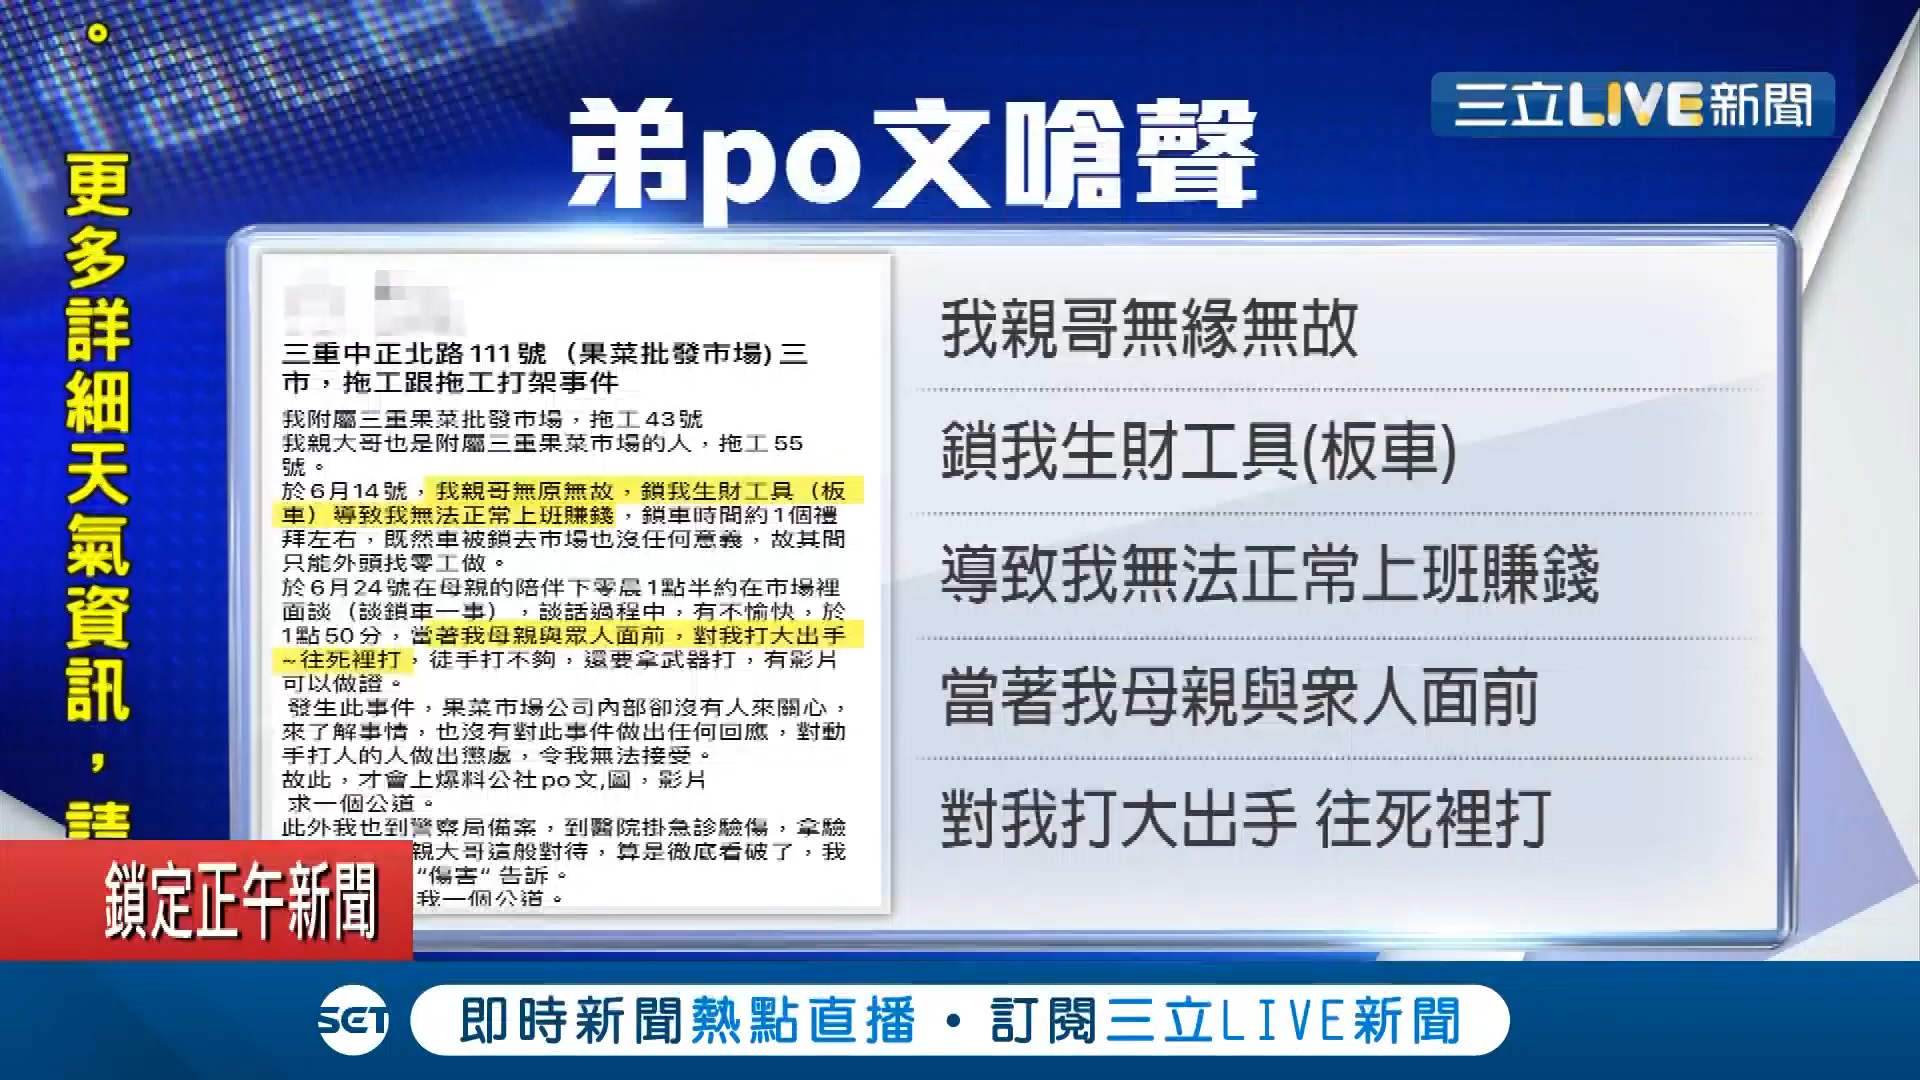 弟po文嗆聲
三立LIVE新聞
。更多詳細天氣資訊，請
三重中正北路111號（果菜批發市場) 三
市，拖工跟拖工打架事件
我附屬三重果菜批發市場，拖工43號
我親大哥也是附屬三重果菜市場的人，拖工55
號。
於6月14號，我親哥無原無故，鎖我生財工具（板
車）導致我無法正常上班賺錢，鎖車時間約1個禮
拜左右，既然車被鎖去市場也沒任何意義，故其間
只能外頭找零工做。
於6月24號在母親的陪伴下零晨1點半約在市場裡
面談（談鎖車一事），談話過程中，有不愉快，於
1點50分，當著我母親與眾人面前，對我打大出手
~往死裡打，徒手打不夠，還要拿武器打，有影片
可以做證。
發生此事件，果菜市場公司內部卻沒有人來關心，
來了解事情，也沒有對此事件做出任何回應，對動
手打人的人做出懲處，令我無法接受。
故此，才會上爆料公社po文,圖，影片
求一個公道。
此外我也到警察局備案，到醫院掛急診驗傷，拿驗
親大哥這般對待，算是徹底看破了，我
“傷害“ 告訴。
我一個公道。
我親哥無緣無故
鎖我生財工具(板車)
導致我無法正常上班賺錢
當著我母親與眾人面前
對我打大出手 往死裡打
鎖定正午新聞
SET 即時新聞熱點直播・訂閱三立LIVE新聞